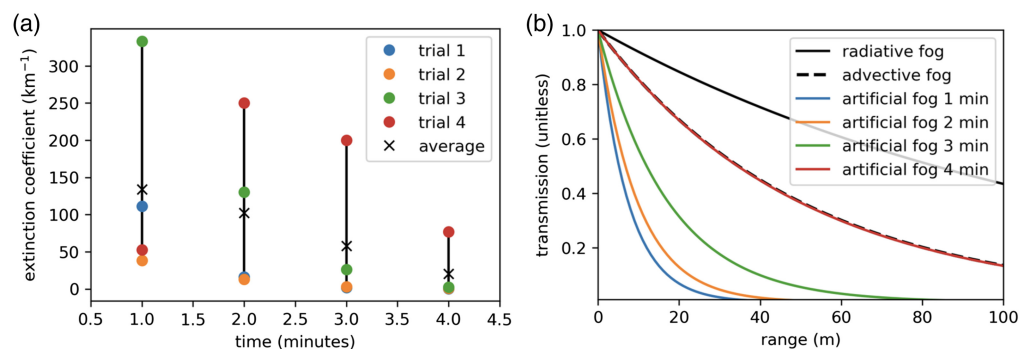 (a)
extinction coefficient (km⁻¹)
300
250
200
150
100
50
0
0.5 1.0 1.5 2.0 2.5 3.0 3.5 4.0 4.5
time (minutes)
trial 1
trial 2
trial 3
trial 4
average
(b)
transmission (unitless)
1.0
0.8
0.6
0.4
0.2
0 20 40 60 80 100
range (m)
radiative fog
advective fog
artificial fog 1 min
artificial fog 2 min
artificial fog 3 min
artificial fog 4 min